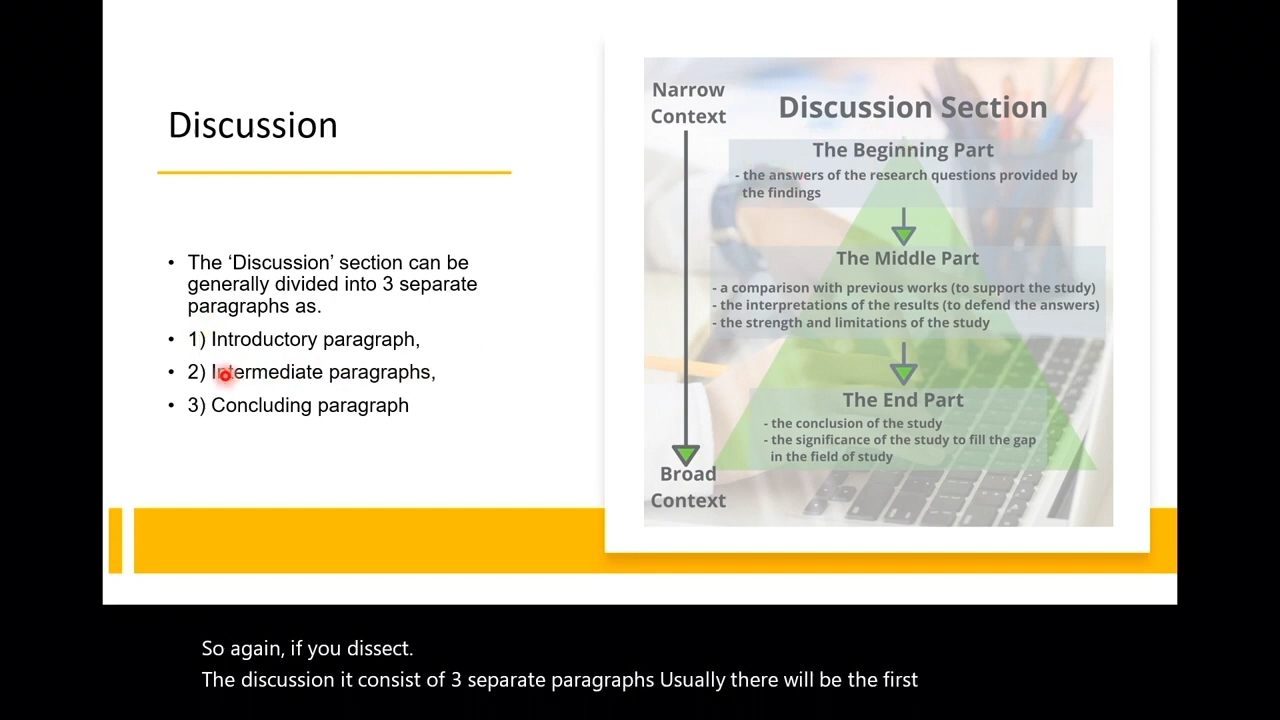 Discussion
• The ‘Discussion’ section can be
generally divided into 3 separate
paragraphs as.
• 1) Introductory paragraph,
• 2) Intermediate paragraphs,
• 3) Concluding paragraph
Narrow
Context
Broad
Context
Discussion Section
The Beginning Part
- the answers of the research questions provided by
the findings
The Middle Part
- a comparison with previous works (to support the study)
- the interpretations of the results (to defend the answers)
- the strength and limitations of the study
The End Part
- the conclusion of the study
- the significance of the study to fill the gap
in the field of study
So again, if you dissect.
The discussion it consist of 3 separate paragraphs Usually there will be the first